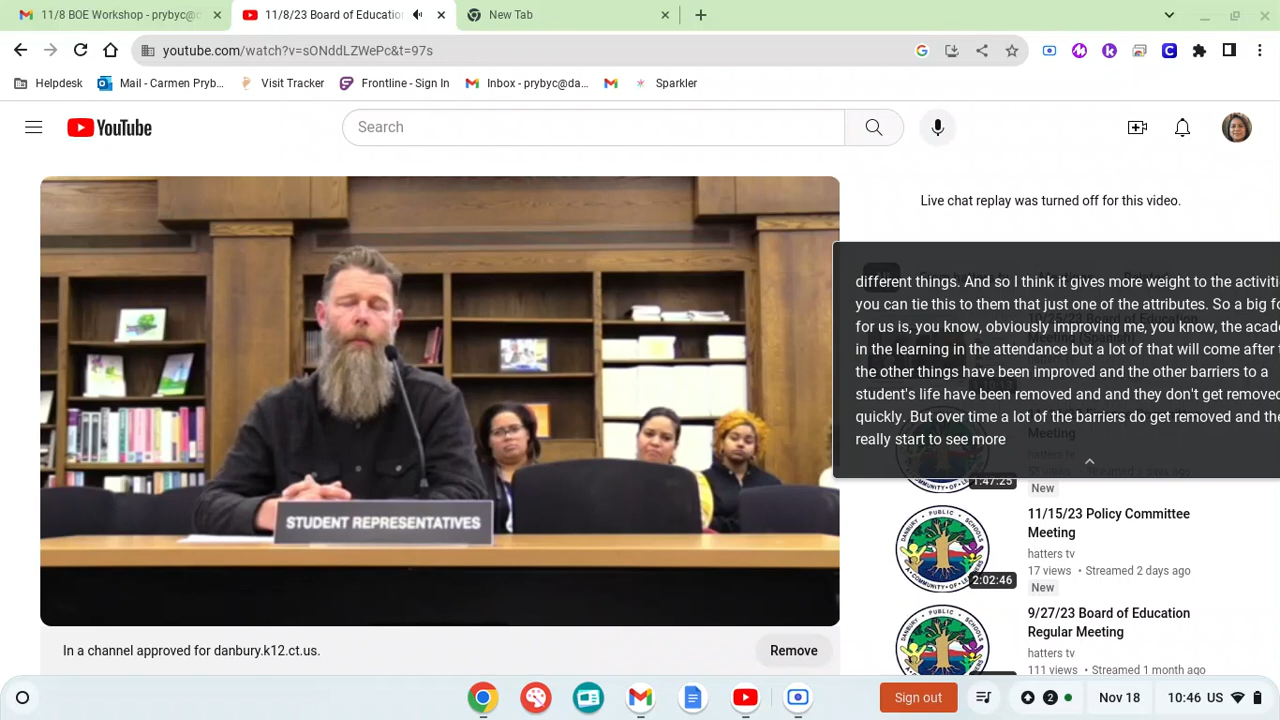 11/8 BOE Workshop - prybyc@
11/8/23 Board of Education
New Tab
youtube.com/watch?v=sONddLZWePc&t=97s
Helpdesk
Mail - Carmen Pryb...
Visit Tracker
Frontline - Sign In
Inbox - prybyc@da...
Sparkler
YouTube
Search
Live chat replay was turned off for this video.
different things. And so I think it gives more weight to the activiti
you can tie this to them that just one of the attributes. So a big fo
for us is, you know, obviously improving me, you know, the acad
in the learning in the attendance but a lot of that will come after
the other things have been improved and the other barriers to a
student's life have been removed and and they don't get removed
quickly. But over time a lot of the barriers do get removed and the
really start to see more
STUDENT REPRESENTATIVES
1:47:25
New
11/15/23 Policy Committee
Meeting
hatters tv
17 views • Streamed 2 days ago
2:02:46
New
9/27/23 Board of Education
Regular Meeting
hatters tv
111 views • Streamed 1 month ago
In a channel approved for danbury.k12.ct.us.
Remove
Sign out
2
Nov 18
10:46 US